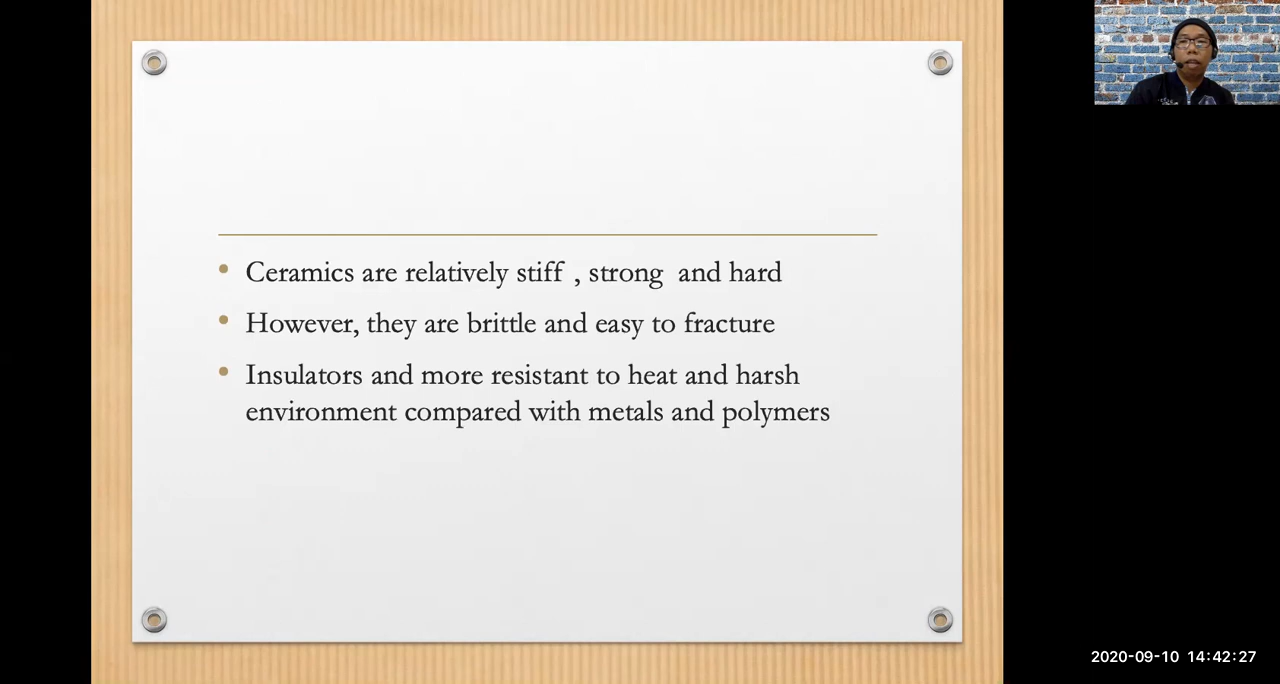 • Ceramics are relatively stiff , strong  and hard
• However, they are brittle and easy to fracture
• Insulators and more resistant to heat and harsh
environment compared with metals and polymers
2020-09-10 14:42:27